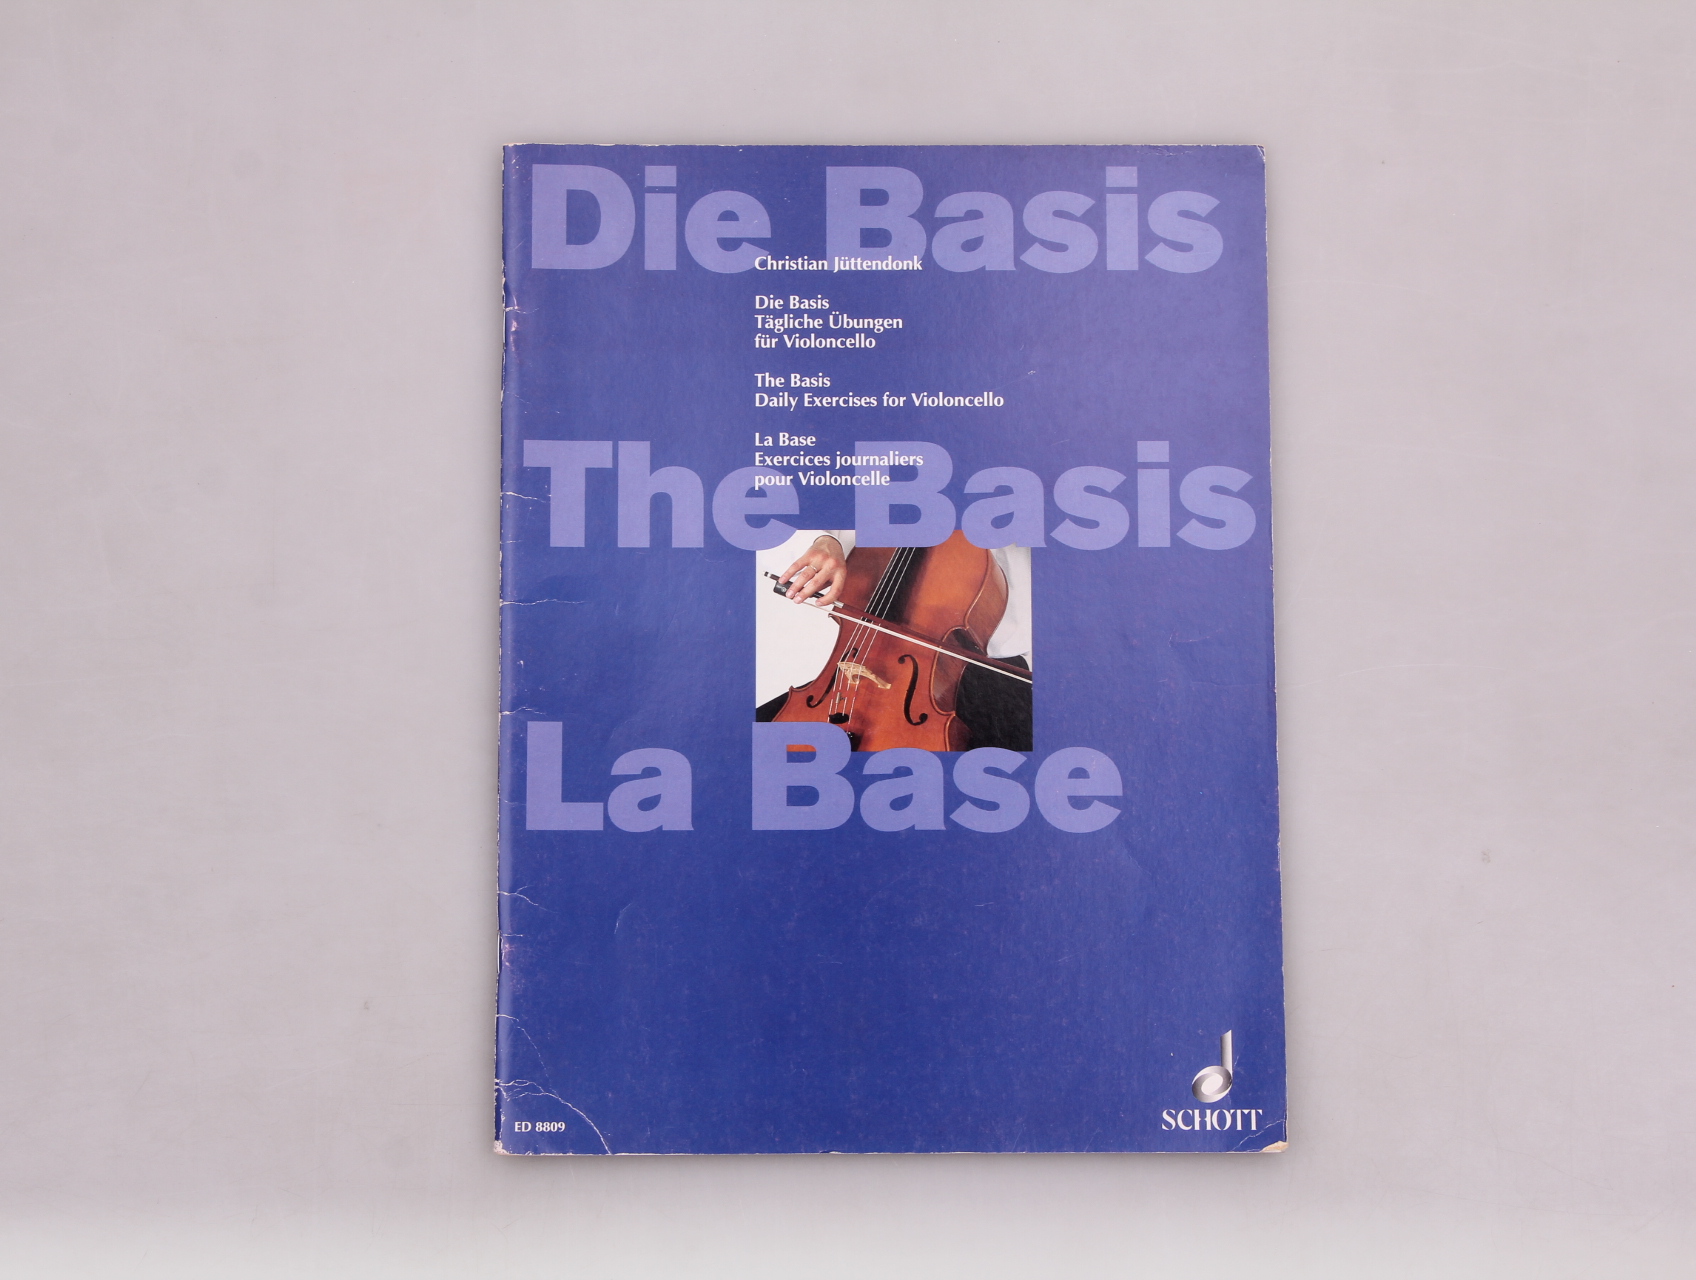 Die Basis
Christian Jüttendonk
Die Basis
Tägliche Übungen
für Violoncello
The Basis
Daily Exercises for Violoncello
La Base
Exercices journaliers
pour Violoncelle
The Basis
La Base
ED 8809
SCHOTT